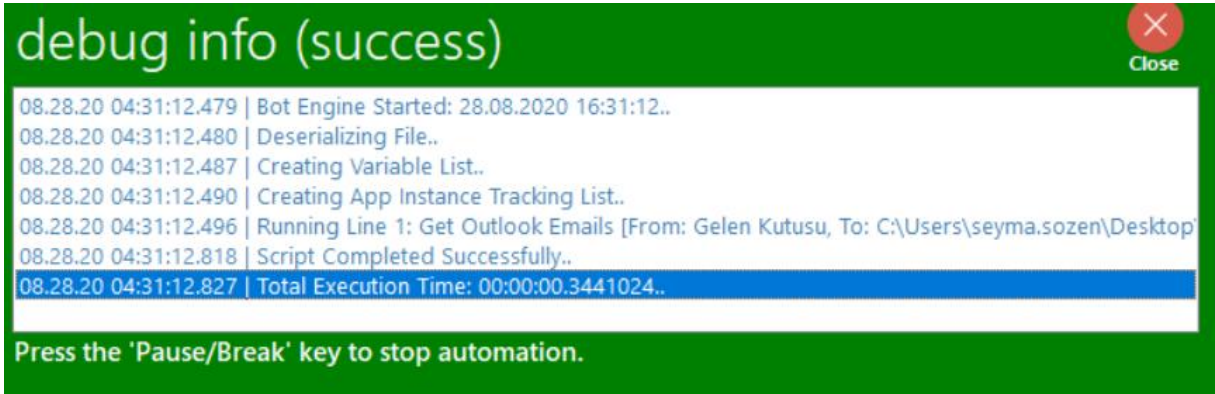 debug info (success)
Close
08.28.20 04:31:12.479 | Bot Engine Started: 28.08.2020 16:31:12..
08.28.20 04:31:12.480 | Deserializing File..
08.28.20 04:31:12.487 | Creating Variable List..
08.28.20 04:31:12.490 | Creating App Instance Tracking List..
08.28.20 04:31:12.496 | Running Line 1: Get Outlook Emails [From: Gelen Kutusu, To: C:\Users\seyma.sozen\Desktop\
08.28.20 04:31:12.818 | Script Completed Successfully..
08.28.20 04:31:12.827 | Total Execution Time: 00:00:00.3441024..
Press the 'Pause/Break' key to stop automation.